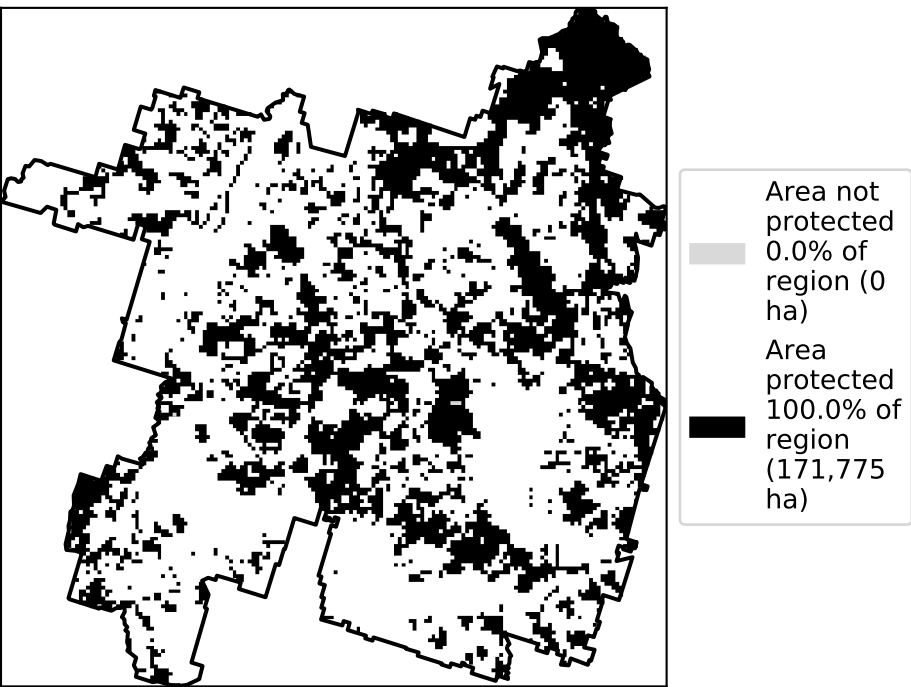 Area not
protected
0.0% of
region (0
ha)
Area
protected
100.0% of
region
(171,775
ha)